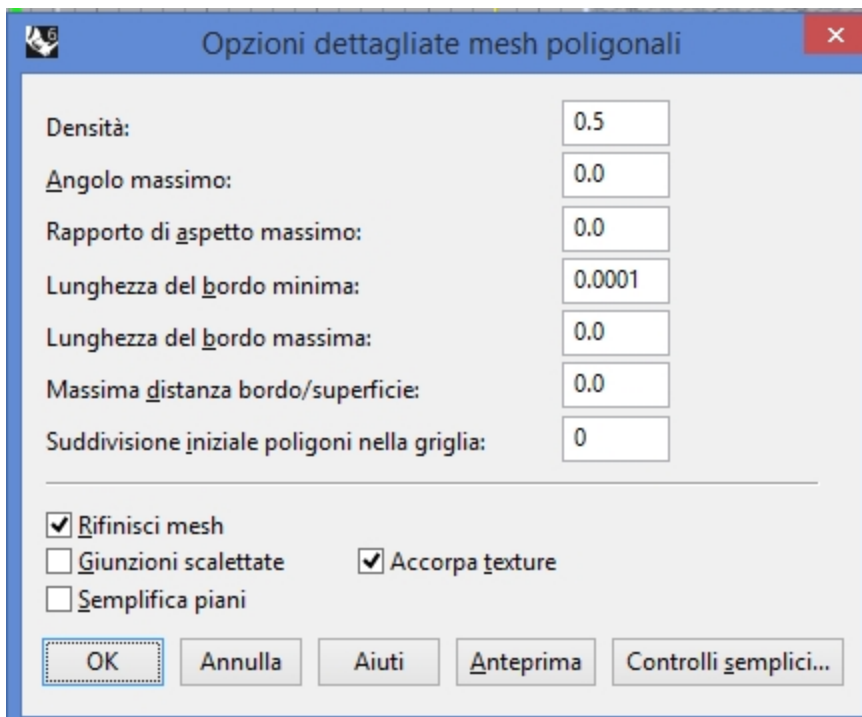 6
Opzioni dettagliate mesh poligonali
Densità: 0.5
Angolo massimo: 0.0
Rapporto di aspetto massimo: 0.0
Lunghezza del bordo minima: 0.0001
Lunghezza del bordo massima: 0.0
Massima distanza bordo/superficie: 0.0
Suddivisione iniziale poligoni nella griglia: 0
Rifinisci mesh
Giunzioni scalettate Accorpa texture
Semplifica piani
OK Annulla Aiuti Anteprima Controlli semplici...